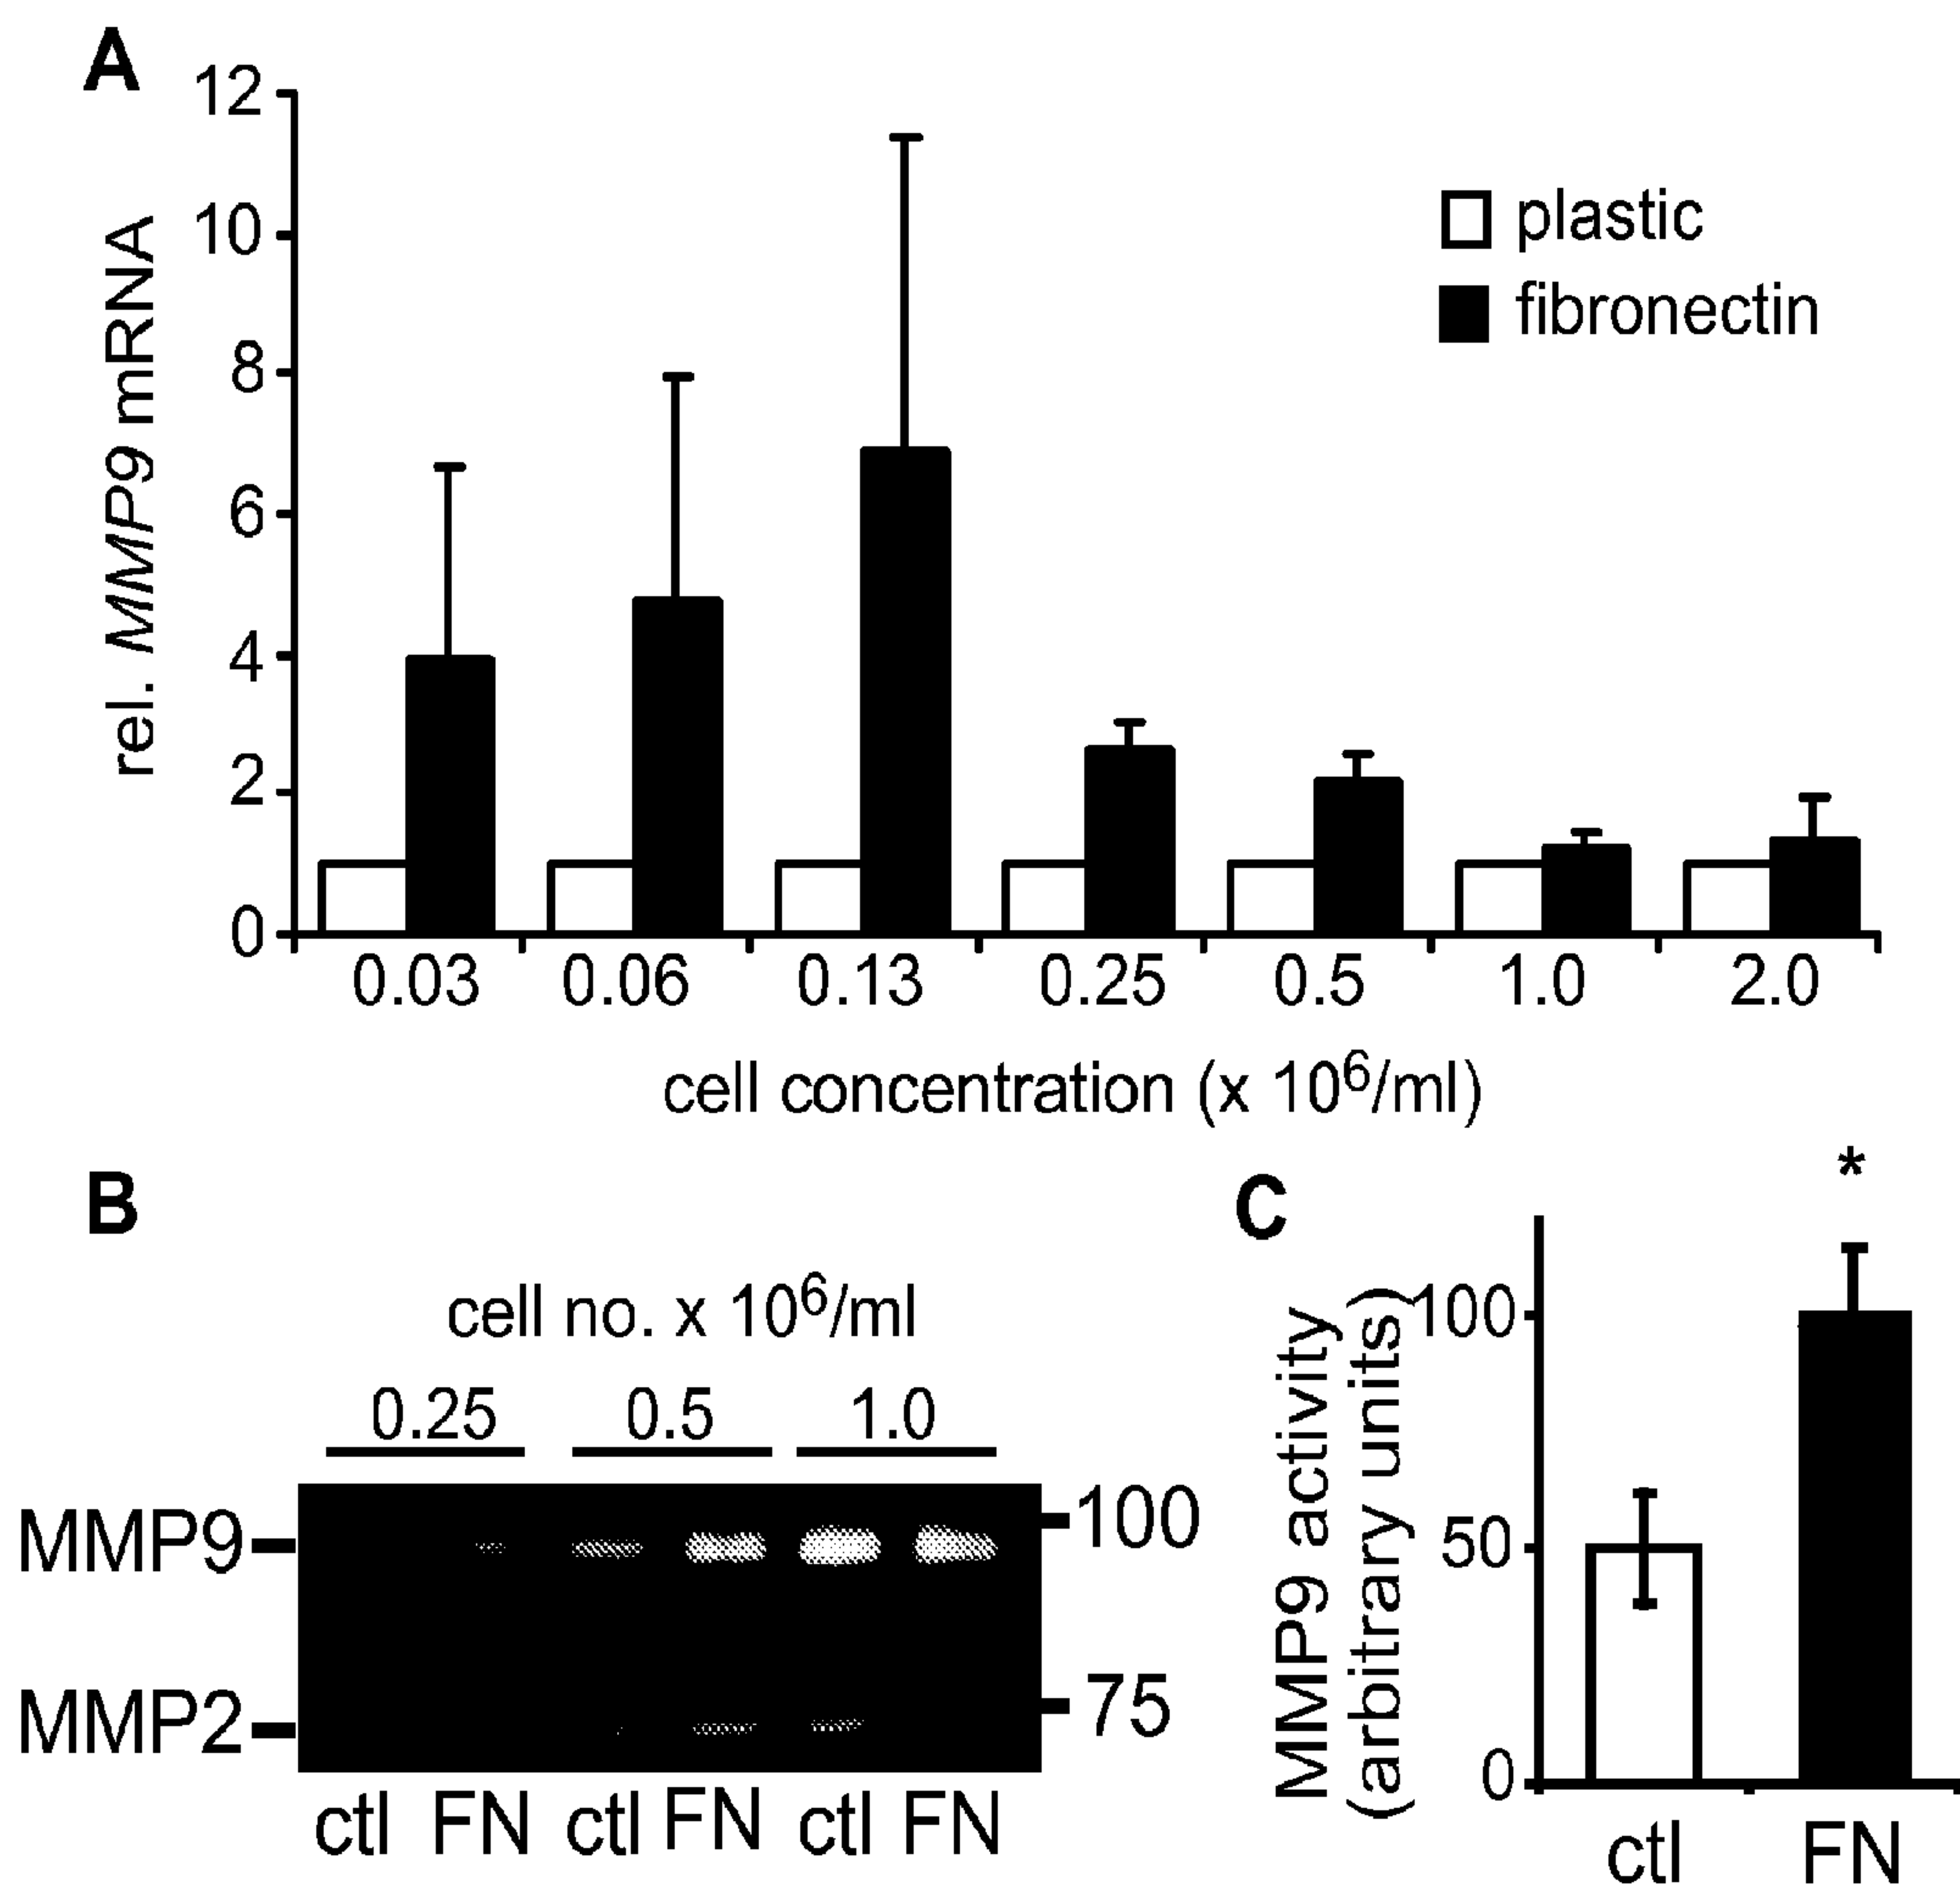 A
12
10
8
6
4
2
0
rel. MMP9 mRNA
plastic
fibronectin
0.03 0.06 0.13 0.25 0.5 1.0 2.0
cell concentration (x 10⁶/ml)
B
cell no. x 10⁶/ml
0.25 0.5 1.0
MMP9
MMP2
100
75
ctl FN ctl FN ctl FN
C
*
MMP9 activity
(arbitrary units)
100
50
0
ctl FN